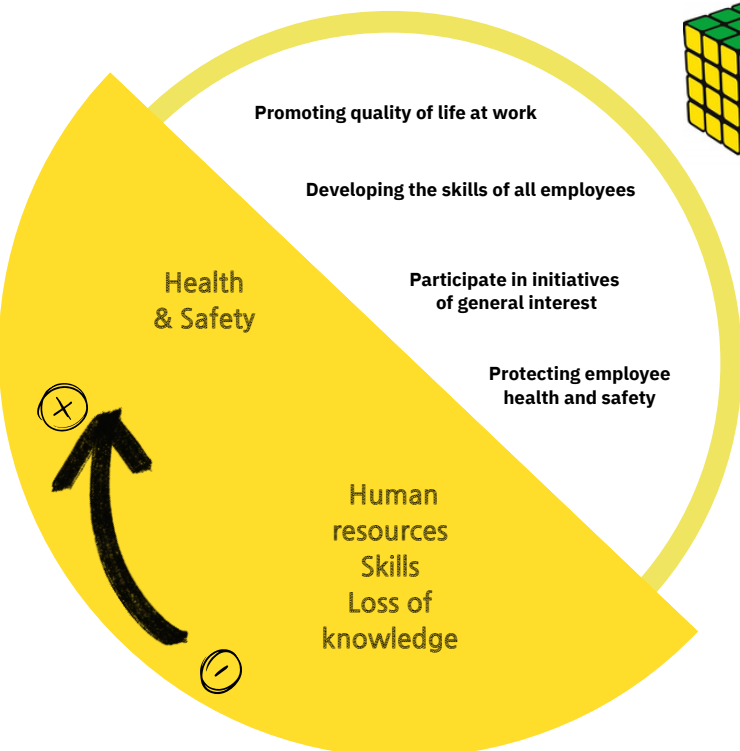 Promoting quality of life at work
Developing the skills of all employees
Participate in initiatives
of general interest
Protecting employee
health and safety
Health
& Safety
+
Human
resources
Skills
Loss of
knowledge
-